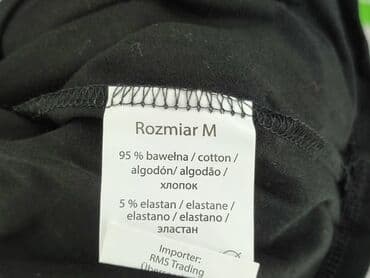 Rozmiar M
95 % bawełna / cotton /
algodón/ algodão /
хлопок
5 % elastan / elastane /
elastano / elastano /
эластан
Importer:
RMS Trading